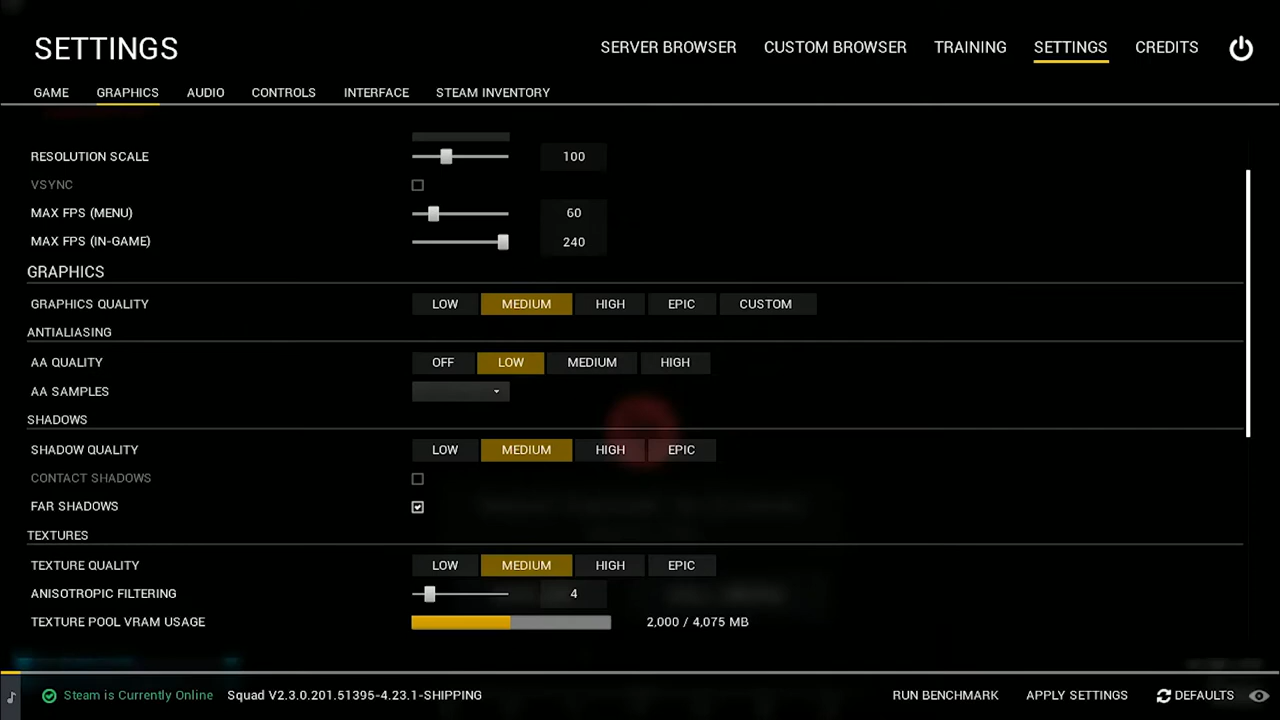 SETTINGS
SERVER BROWSER CUSTOM BROWSER TRAINING SETTINGS CREDITS
GAME GRAPHICS AUDIO CONTROLS INTERFACE STEAM INVENTORY
RESOLUTION SCALE 100
VSYNC
MAX FPS (MENU) 60
MAX FPS (IN-GAME) 240
GRAPHICS
GRAPHICS QUALITY LOW MEDIUM HIGH EPIC CUSTOM
ANTIALIASING
AA QUALITY OFF LOW MEDIUM HIGH
AA SAMPLES
SHADOWS
SHADOW QUALITY LOW MEDIUM HIGH EPIC
CONTACT SHADOWS
FAR SHADOWS
TEXTURES
TEXTURE QUALITY LOW MEDIUM HIGH EPIC
ANISOTROPIC FILTERING 4
TEXTURE POOL VRAM USAGE 2,000 / 4,075 MB
Steam is Currently Online Squad V2.3.0.201.51395-4.23.1-SHIPPING RUN BENCHMARK APPLY SETTINGS DEFAULTS